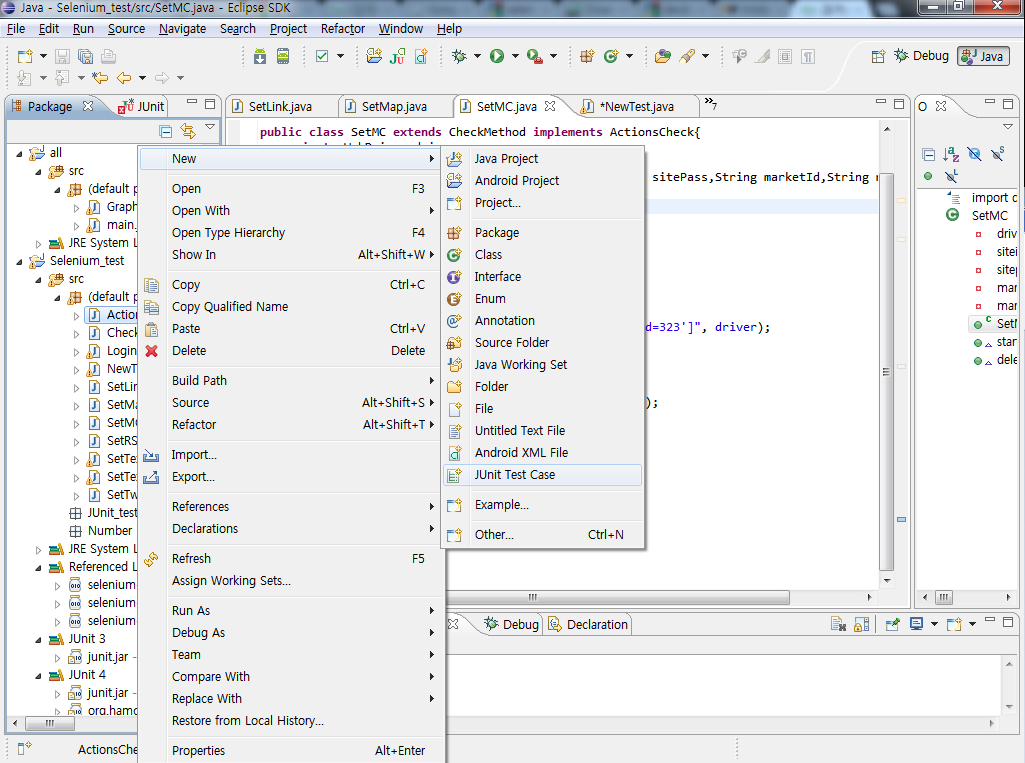 Java - Selenium_test/src/SetMC.java - Eclipse SDK
File Edit Run Source Navigate Search Project Refactor Window Help
Debug Java
Package JUnit SetLink.java SetMap.java SetMC.java *NewTest.java »7 O
public class SetMC extends CheckMethod implements ActionsCheck{
sitePass,String marketId,String
d=323']", driver);
);
all
src
(default p
Graph
main.
JRE System L
Selenium_test
src
(default p
Action
Check
Login
NewT
SetLin
SetMa
SetMC
SetRS
SetTex
SetTex
SetTw
JUnit_test
Number
JRE System L
Referenced L
selenium
selenium
selenium
JUnit 3
junit.jar -
JUnit 4
junit.jar -
org.hamc
New
Open F3
Open With
Open Type Hierarchy F4
Show In Alt+Shift+W
Copy Ctrl+C
Copy Qualified Name
Paste Ctrl+V
Delete Delete
Build Path
Source Alt+Shift+S
Refactor Alt+Shift+T
Import...
Export...
References
Declarations
Refresh F5
Assign Working Sets...
Run As
Debug As
Team
Compare With
Replace With
Restore from Local History...
Properties Alt+Enter
Java Project
Android Project
Project...
Package
Class
Interface
Enum
Annotation
Source Folder
Java Working Set
Folder
File
Untitled Text File
Android XML File
JUnit Test Case
Example...
Other... Ctrl+N
import d
SetMC
driv
sitei
sitep
mar
mar
SetM
star
dele
Debug Declaration
ActionsChe